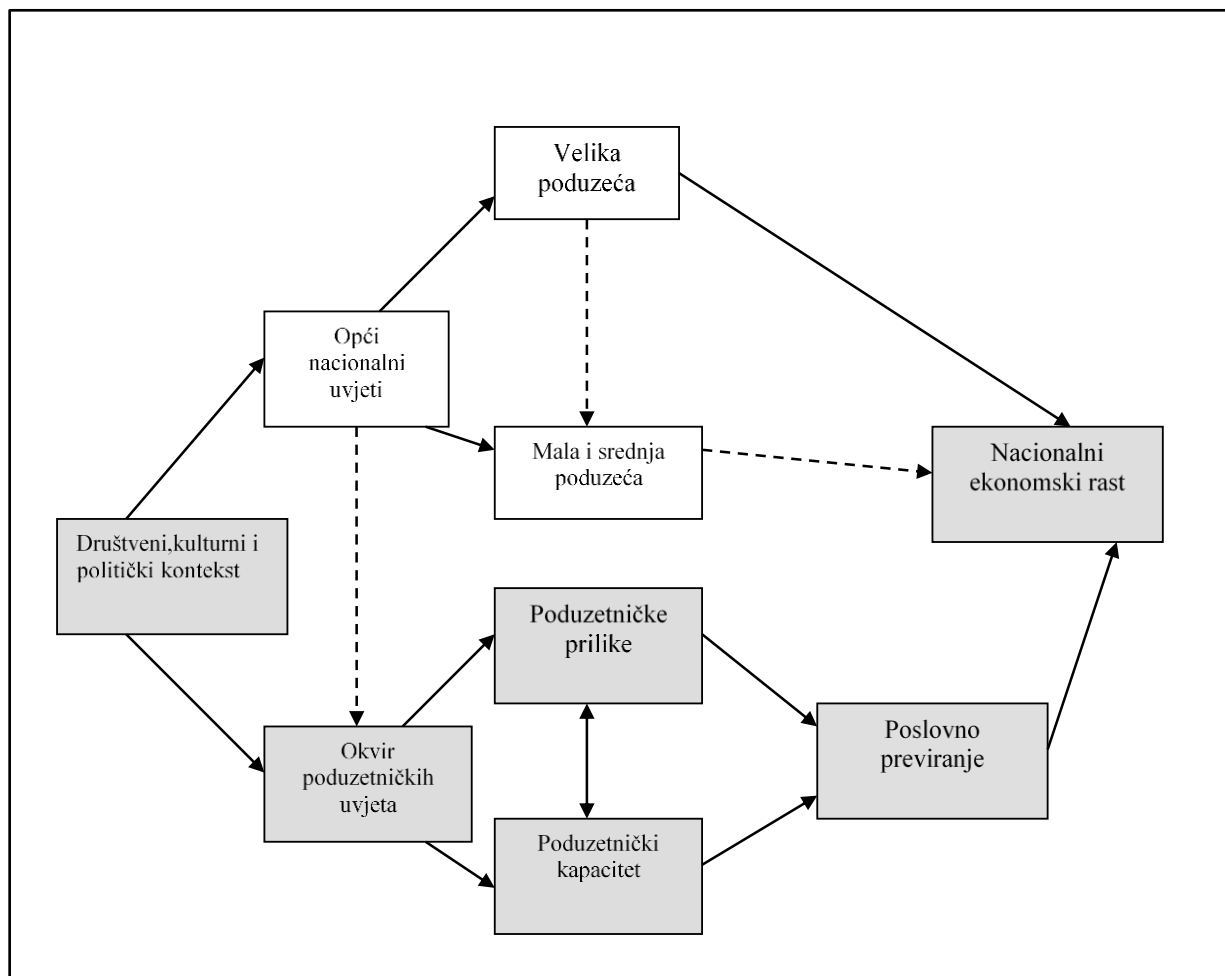 Velika
poduzeća
Opći
nacionalni
uvjeti
Mala i srednja
poduzeća
Nacionalni
ekonomski rast
Društveni,kulturni i
politički kontekst
Poduzetničke
prilike
Okvir
poduzetničkih
uvjeta
Poslovno
previranje
Poduzetnički
kapacitet